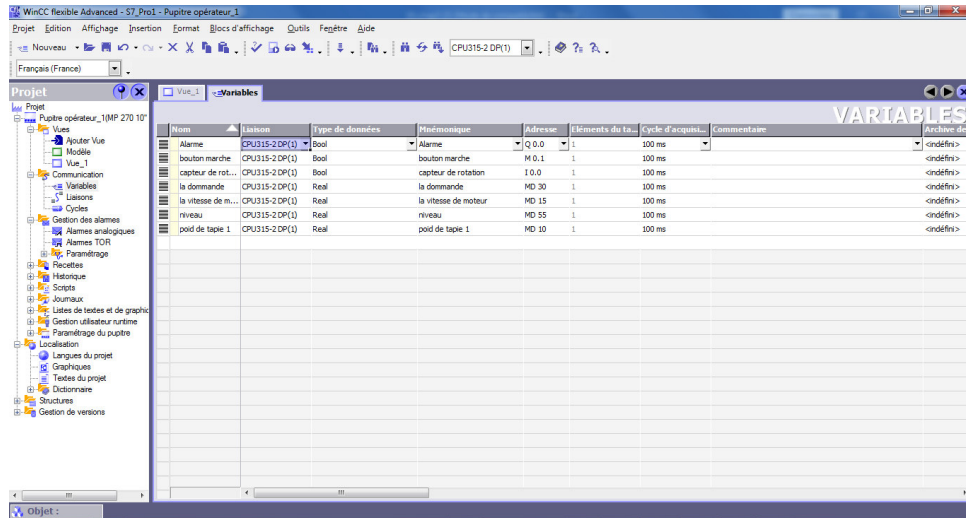 WinCC flexible Advanced - S7_Pro1 - Pupitre opérateur_1
Projet Edition Affichage Insertion Format Blocs d'affichage Outils Fenêtre Aide
Nouveau CPU315-2 DP(1)
Français (France)
Projet
Projet
Pupitre opérateur_1(MP 270 10"
Vues
Ajouter Vue
Modèle
Vue_1
Communication
Variables
Liaisons
Cycles
Gestion des alarmes
Alarmes analogiques
Alarmes TOR
Paramétrage
Recettes
Historique
Scripts
Journaux
Listes de textes et de graphic
Gestion utilisateur runtime
Paramétrage du pupitre
Localisation
Langues du projet
Graphiques
Textes du projet
Dictionnaire
Structures
Gestion de versions
Vue_1 Variables
VARIABLES
Nom Liaison Type de données Mnémonique Adresse Eléments du ta... Cycle d'acquisi... Commentaire Archive de
Alarme CPU315-2 DP(1) Bool Alarme Q 0.0 1 100 ms <indéfini>
bouton marche CPU315-2 DP(1) Bool bouton marche M 0.1 1 100 ms <indéfini>
capteur de rot... CPU315-2 DP(1) Bool capteur de rotation I 0.0 1 100 ms <indéfini>
la dommande CPU315-2 DP(1) Real la dommande MD 30 1 100 ms <indéfini>
la vitesse de m... CPU315-2 DP(1) Real la vitesse de moteur MD 15 1 100 ms <indéfini>
niveau CPU315-2 DP(1) Real niveau MD 55 1 100 ms <indéfini>
poid de tapie 1 CPU315-2 DP(1) Real poid de tapie 1 MD 10 1 100 ms <indéfini>
Objet :